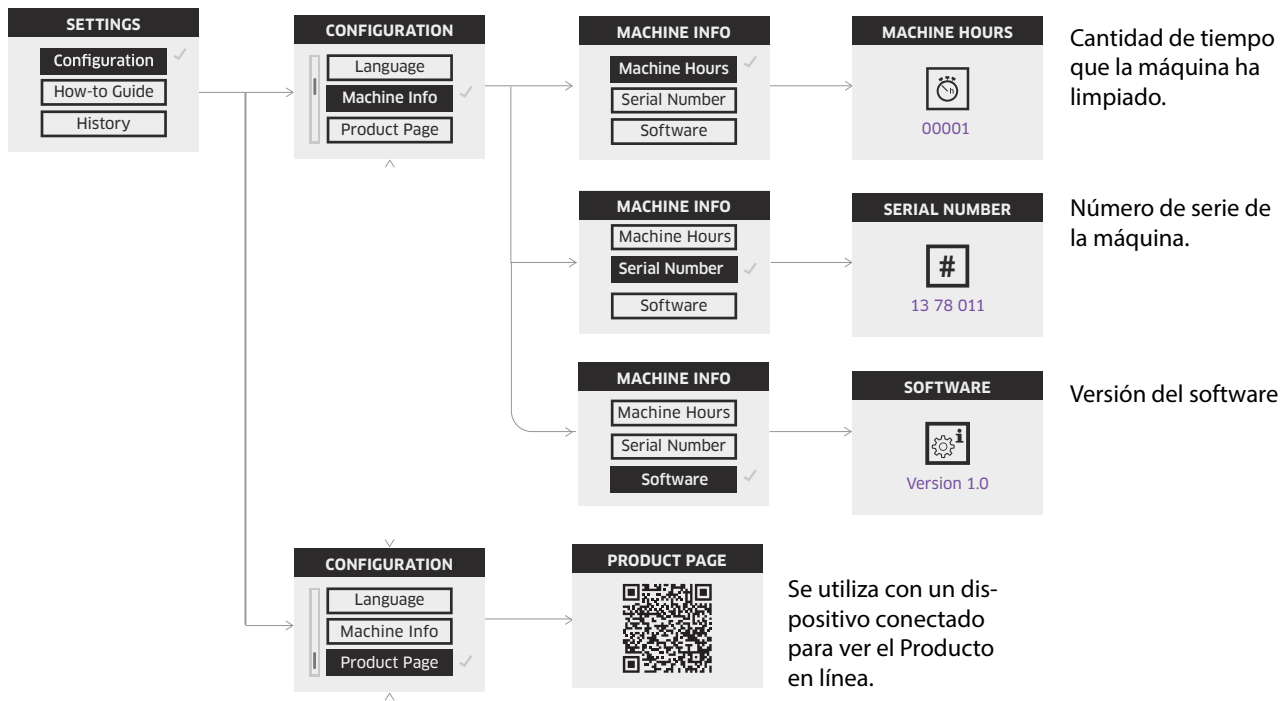 SETTINGS
Configuration
How-to Guide
History
CONFIGURATION
Language
Machine Info
Product Page
MACHINE INFO
Machine Hours
Serial Number
Software
MACHINE HOURS
h
00001
Cantidad de tiempo
que la máquina ha
limpiado.
MACHINE INFO
Machine Hours
Serial Number
Software
SERIAL NUMBER
#
13 78 011
Número de serie de
la máquina.
MACHINE INFO
Machine Hours
Serial Number
Software
SOFTWARE
i
Version 1.0
Versión del software
CONFIGURATION
Language
Machine Info
Product Page
PRODUCT PAGE
Se utiliza con un dis-
positivo conectado
para ver el Producto
en línea.